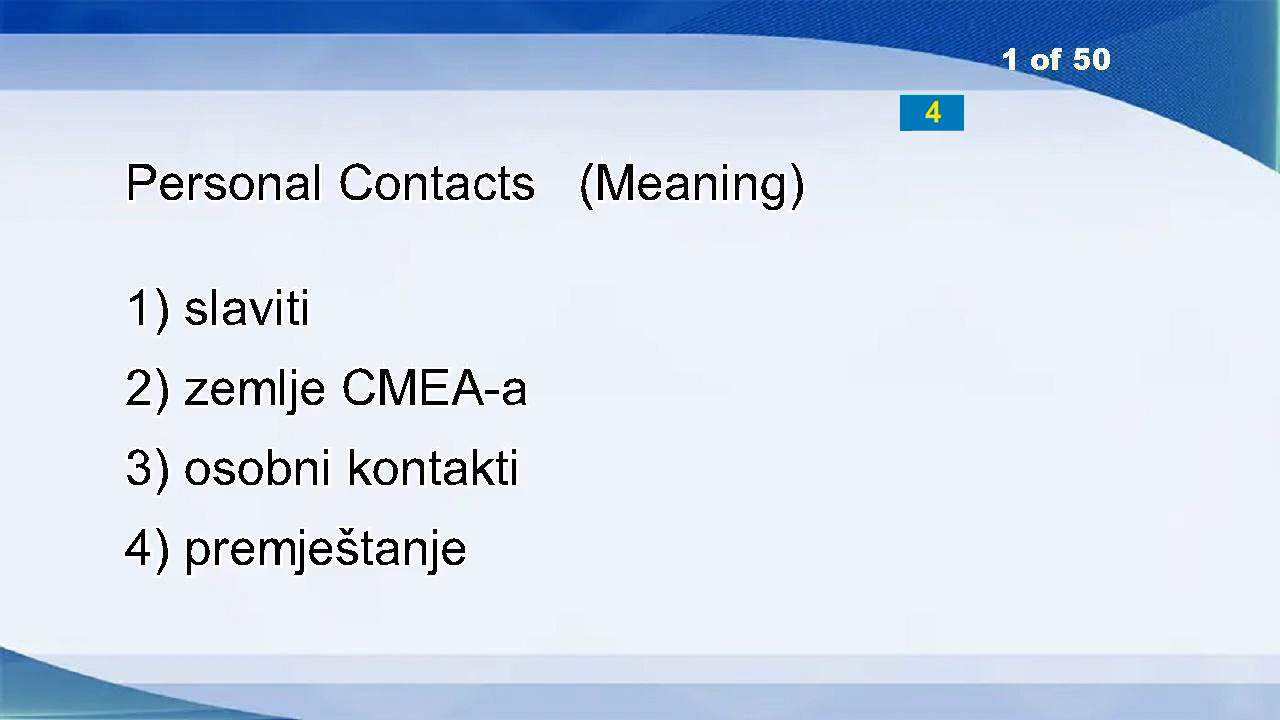 1 of 50
4
Personal Contacts (Meaning)
1) slaviti
2) zemlje CMEA-a
3) osobni kontakti
4) premještanje